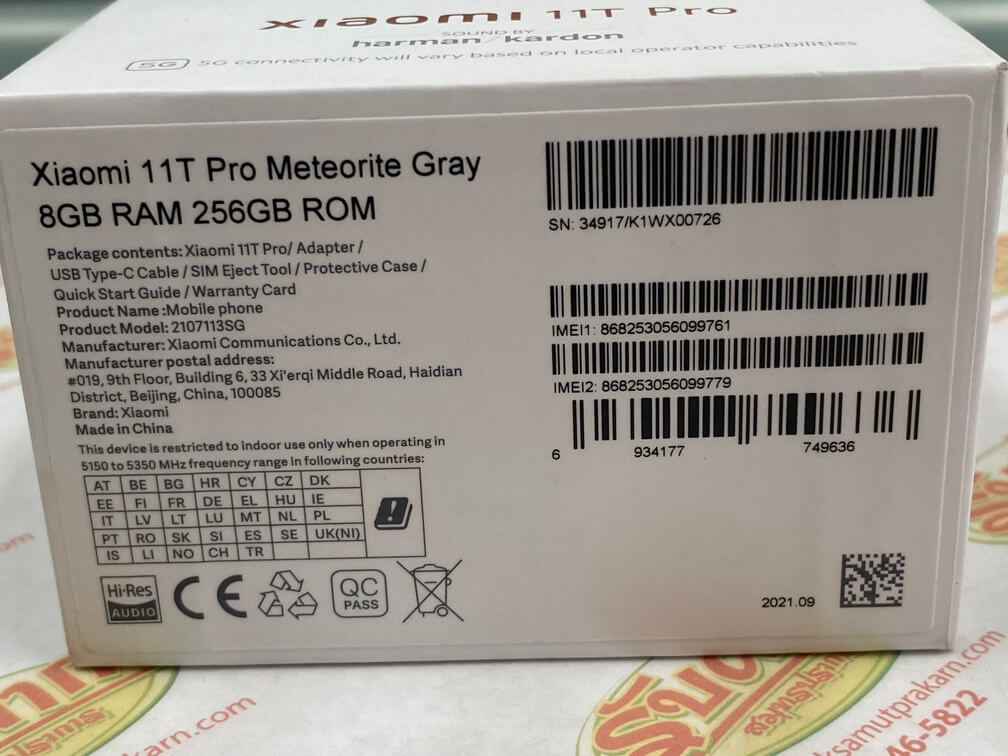 xiaomi 11T Pro
SOUND BY
harman/kardon
5G 5G connectivity will vary based on local operator capabilities
Xiaomi 11T Pro Meteorite Gray
8GB RAM 256GB ROM
Package contents: Xiaomi 11T Pro/ Adapter /
USB Type-C Cable / SIM Eject Tool / Protective Case /
Quick Start Guide / Warranty Card
Product Name :Mobile phone
Product Model: 2107113SG
Manufacturer: Xiaomi Communications Co., Ltd.
Manufacturer postal address:
#019, 9th Floor, Building 6, 33 Xi'erqi Middle Road, Haidian
District, Beijing, China, 100085
Brand: Xiaomi
Made in China
This device is restricted to indoor use only when operating in
5150 to 5350 MHz frequency range in following countries:
AT BE BG HR CY CZ DK
EE FI FR DE EL HU IE
IT LV LT LU MT NL PL
PT RO SK SI ES SE UK(NI)
IS LI NO CH TR
Hi-Res
AUDIO
CE
QC
PASS
SN: 34917/K1WX00726
IMEI1: 868253056099761
IMEI2: 868253056099779
6 934177 749636
2021.09
samutprakarn.com
46-5822
prakarn.com